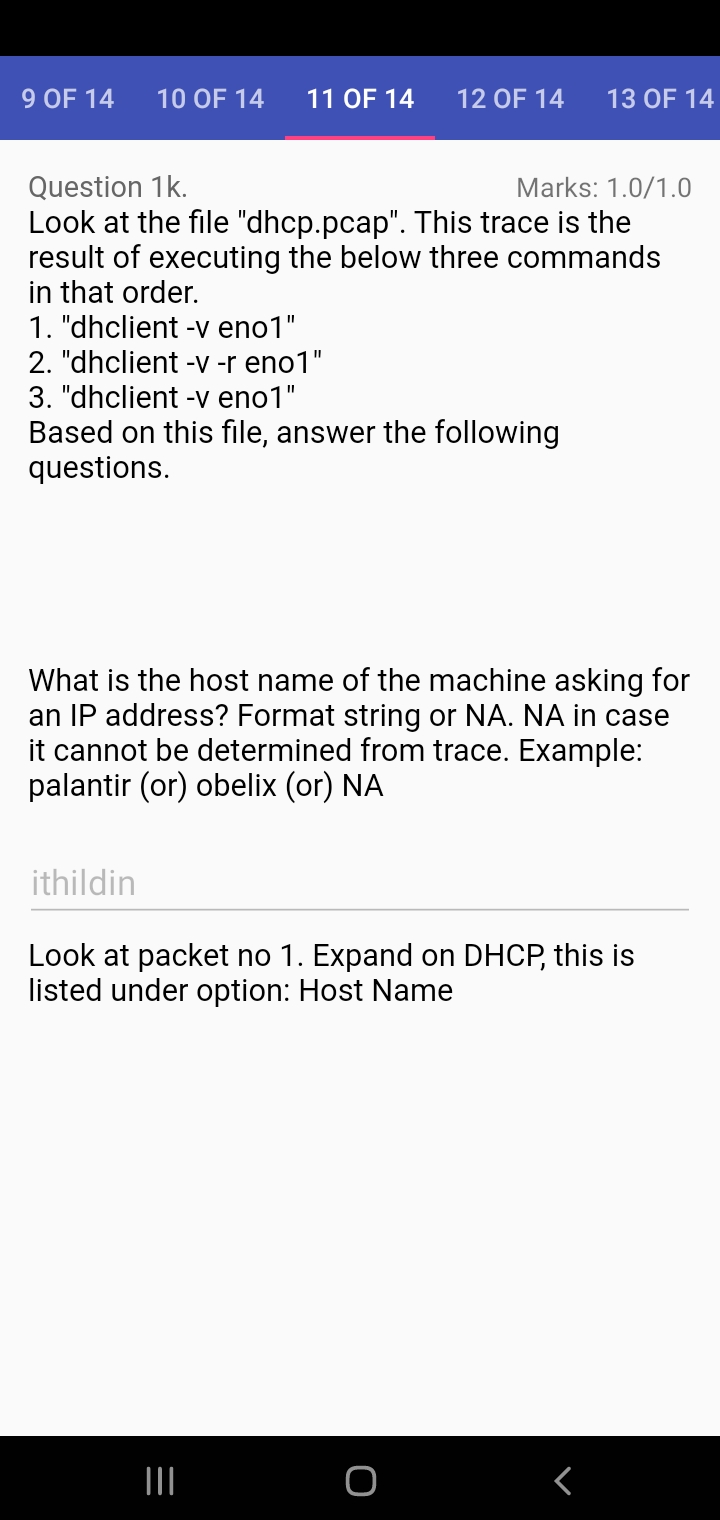 9 OF 14 10 OF 14 11 OF 14 12 OF 14 13 OF 14
Question 1k. Marks: 1.0/1.0
Look at the file "dhcp.pcap". This trace is the
result of executing the below three commands
in that order.
1. "dhclient -v eno1"
2. "dhclient -v -r eno1"
3. "dhclient -v eno1"
Based on this file, answer the following
questions.
What is the host name of the machine asking for
an IP address? Format string or NA. NA in case
it cannot be determined from trace. Example:
palantir (or) obelix (or) NA
ithildin
Look at packet no 1. Expand on DHCP, this is
listed under option: Host Name